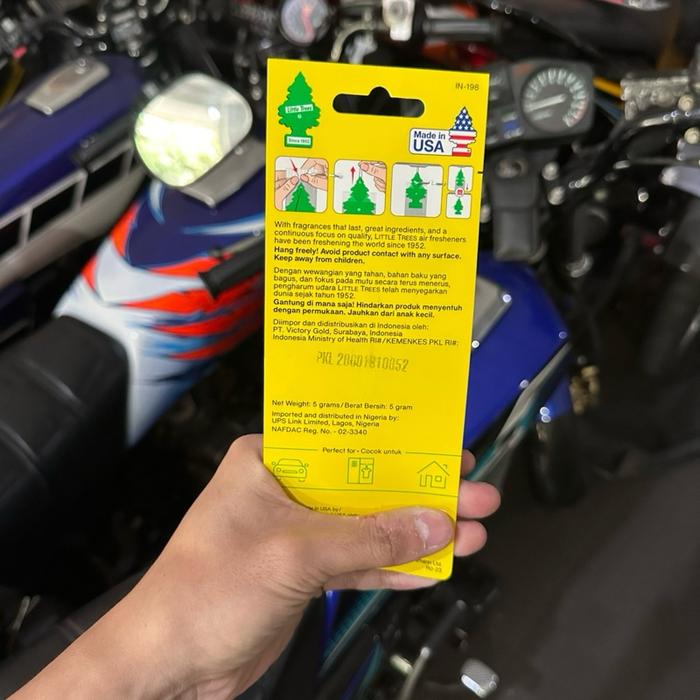 IN-198
Little Trees
Since 1952
Made in
USA
With fragrances that last, great ingredients, and a
continuous focus on quality, LITTLE TREES air fresheners
have been freshening the world since 1952.
Hang freely! Avoid product contact with any surface.
Keep away from children.
Dengan wewangian yang tahan, bahan baku yang
bagus, dan fokus pada mutu secara terus menerus,
pengharum udara LITTLE TREES telah menyegarkan
dunia sejak tahun 1952.
Gantung di mana saja! Hindarkan produk menyentuh
dengan permukaan. Jauhkan dari anak kecil.
Diimpor dan didistribusikan di Indonesia oleh:
PT. Victory Gold, Surabaya, Indonesia
Indonesia Ministry of Health RI#/KEMENKES PKL RI#:
PKL 20001810052
Net Weight: 5 grams/Berat Bersih: 5 gram
Imported and distributed in Nigeria by:
UPS Link Limited, Lagos, Nigeria
NAFDAC Reg. No. - 02-3340
Perfect for • Cocok untuk
in USA by/